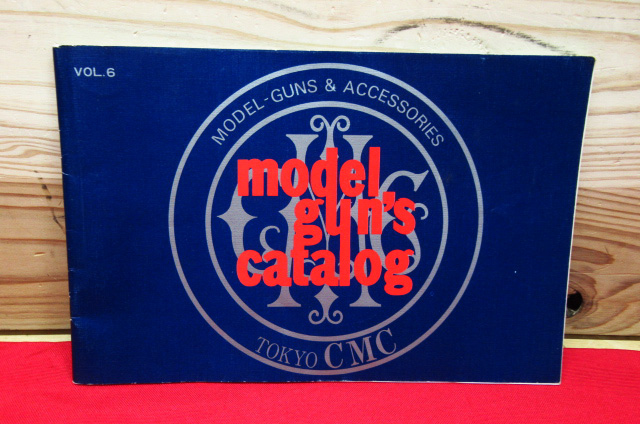 VOL.6
MODEL-GUNS & ACCESSORIES
model
gun's
catalog
TOKYO CMC